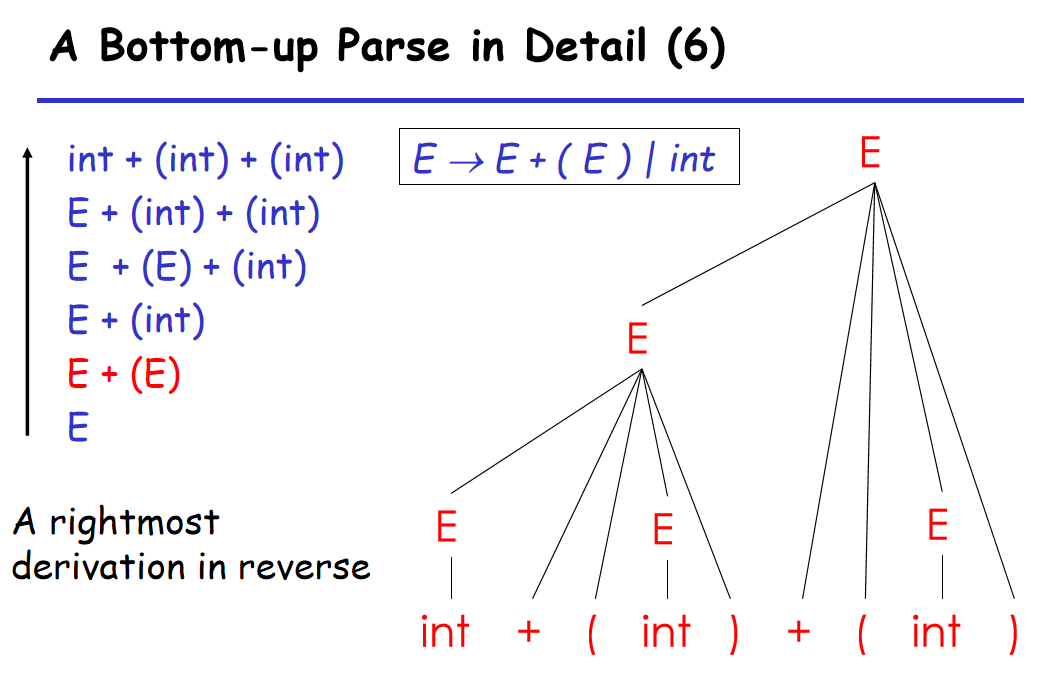 A Bottom-up Parse in Detail (6)
int + (int) + (int)
E + (int) + (int)
E + (E) + (int)
E + (int)
E + (E)
E
A rightmost
derivation in reverse
E → E + ( E ) | int
E
E
E E E
int + ( int ) + ( int )